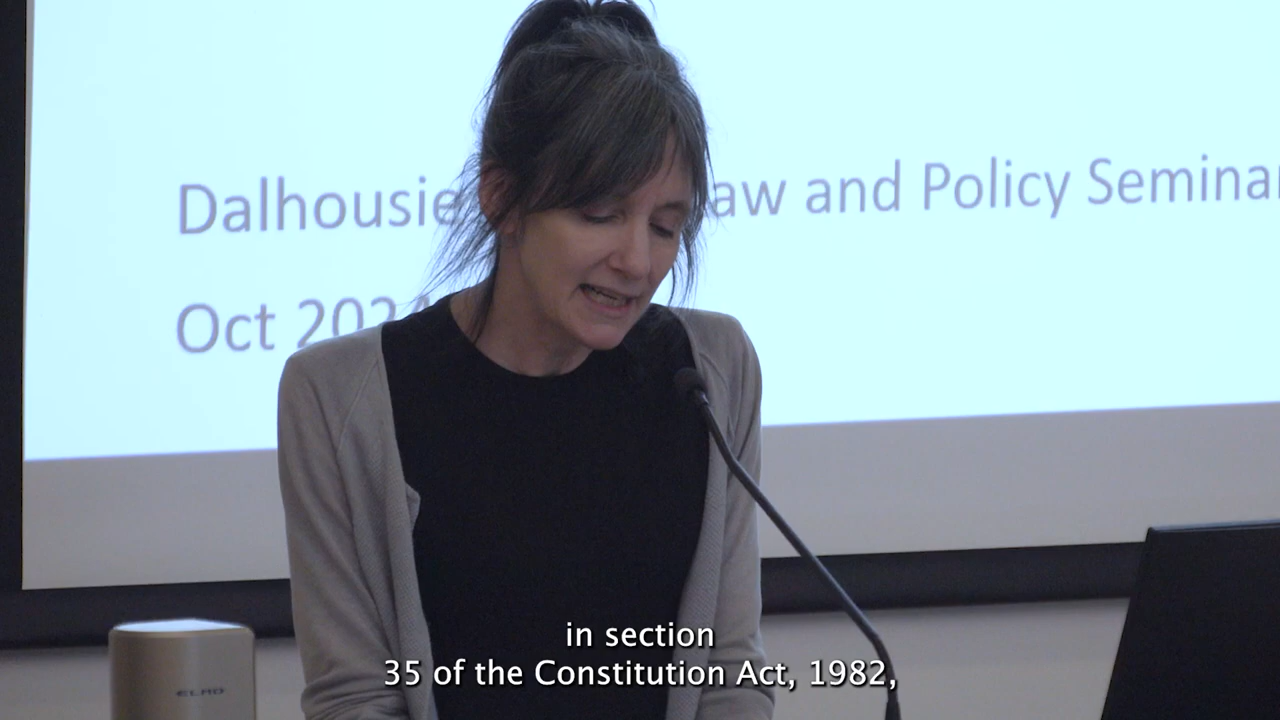 Dalhousie aw and Policy Semina
Oct 202
ELMO
in section
35 of the Constitution Act, 1982,